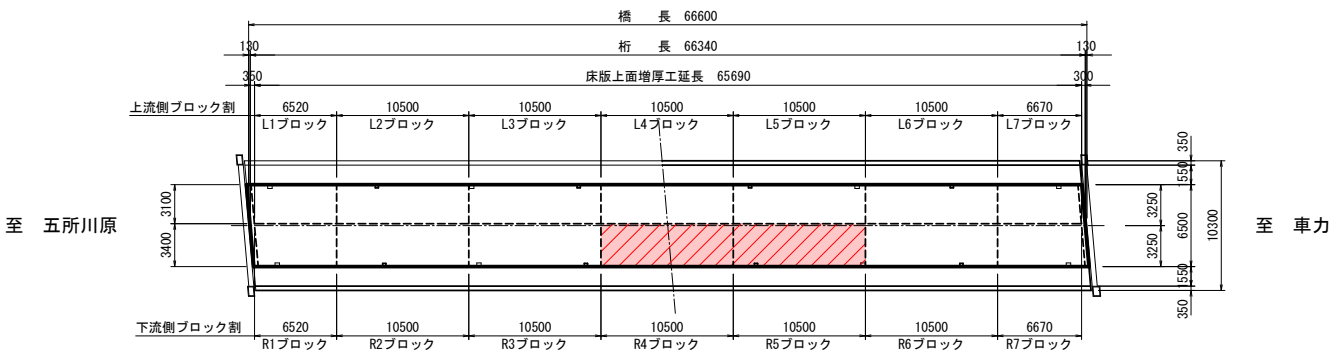 橋　長　66600
130　桁　長　66340　130
350　床版上面増厚工延長　65690　300
上流側ブロック割　6520　10500　10500　10500　10500　10500　6670
L1ブロック　L2ブロック　L3ブロック　L4ブロック　L5ブロック　L6ブロック　L7ブロック
350
1550
3100　3250
至　五所川原　6500　10300　至　車力
3400　3250
1550
350
下流側ブロック割　6520　10500　10500　10500　10500　10500　6670
R1ブロック　R2ブロック　R3ブロック　R4ブロック　R5ブロック　R6ブロック　R7ブロック